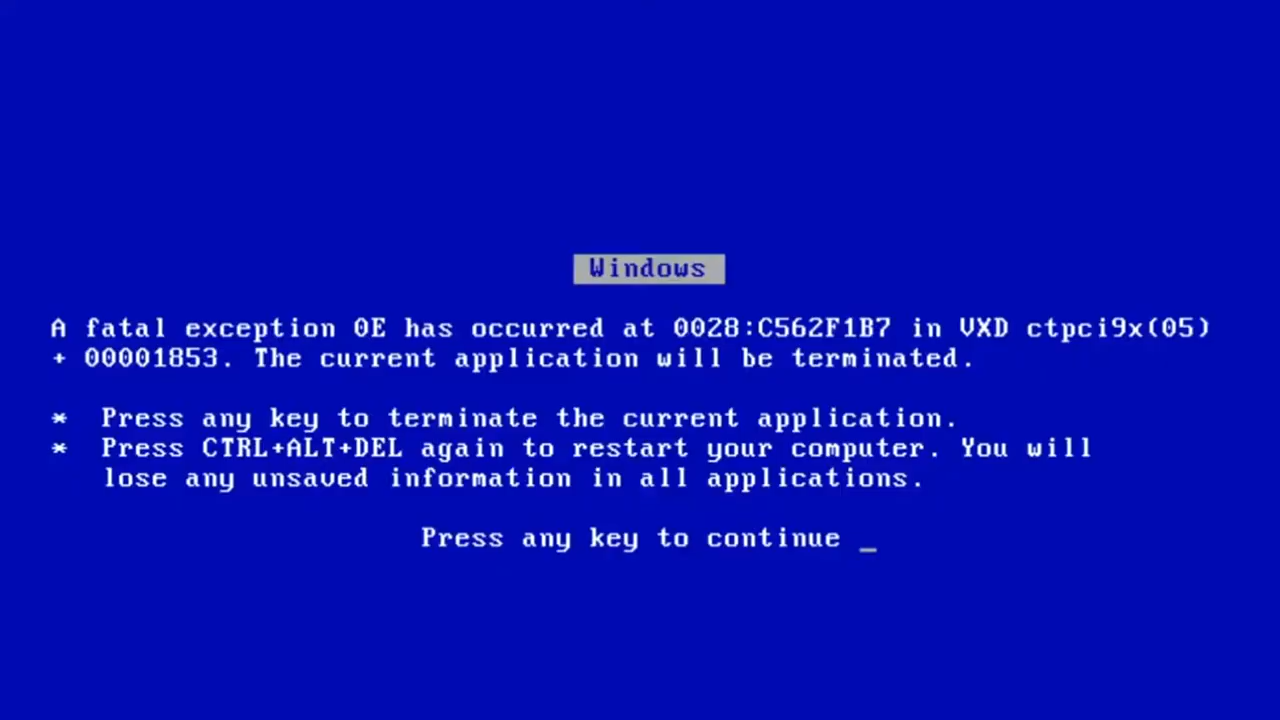 Windows
A fatal exception 0E has occurred at 0028:C562F1B7 in VXD ctpci9x(05)
+ 00001853. The current application will be terminated.
* Press any key to terminate the current application.
* Press CTRL+ALT+DEL again to restart your computer. You will
lose any unsaved information in all applications.
Press any key to continue _